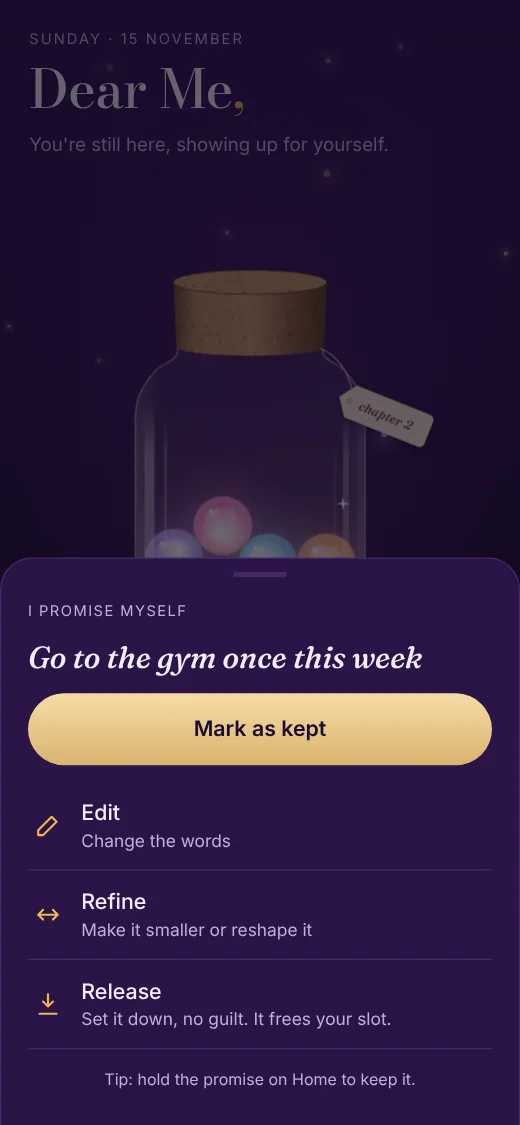 SUNDAY · 15 NOVEMBER
Dear Me,
You're still here, showing up for yourself.
chapter 2
I PROMISE MYSELF
Go to the gym once this week
Mark as kept
Edit
Change the words
Refine
Make it smaller or reshape it
Release
Set it down, no guilt. It frees your slot.
Tip: hold the promise on Home to keep it.